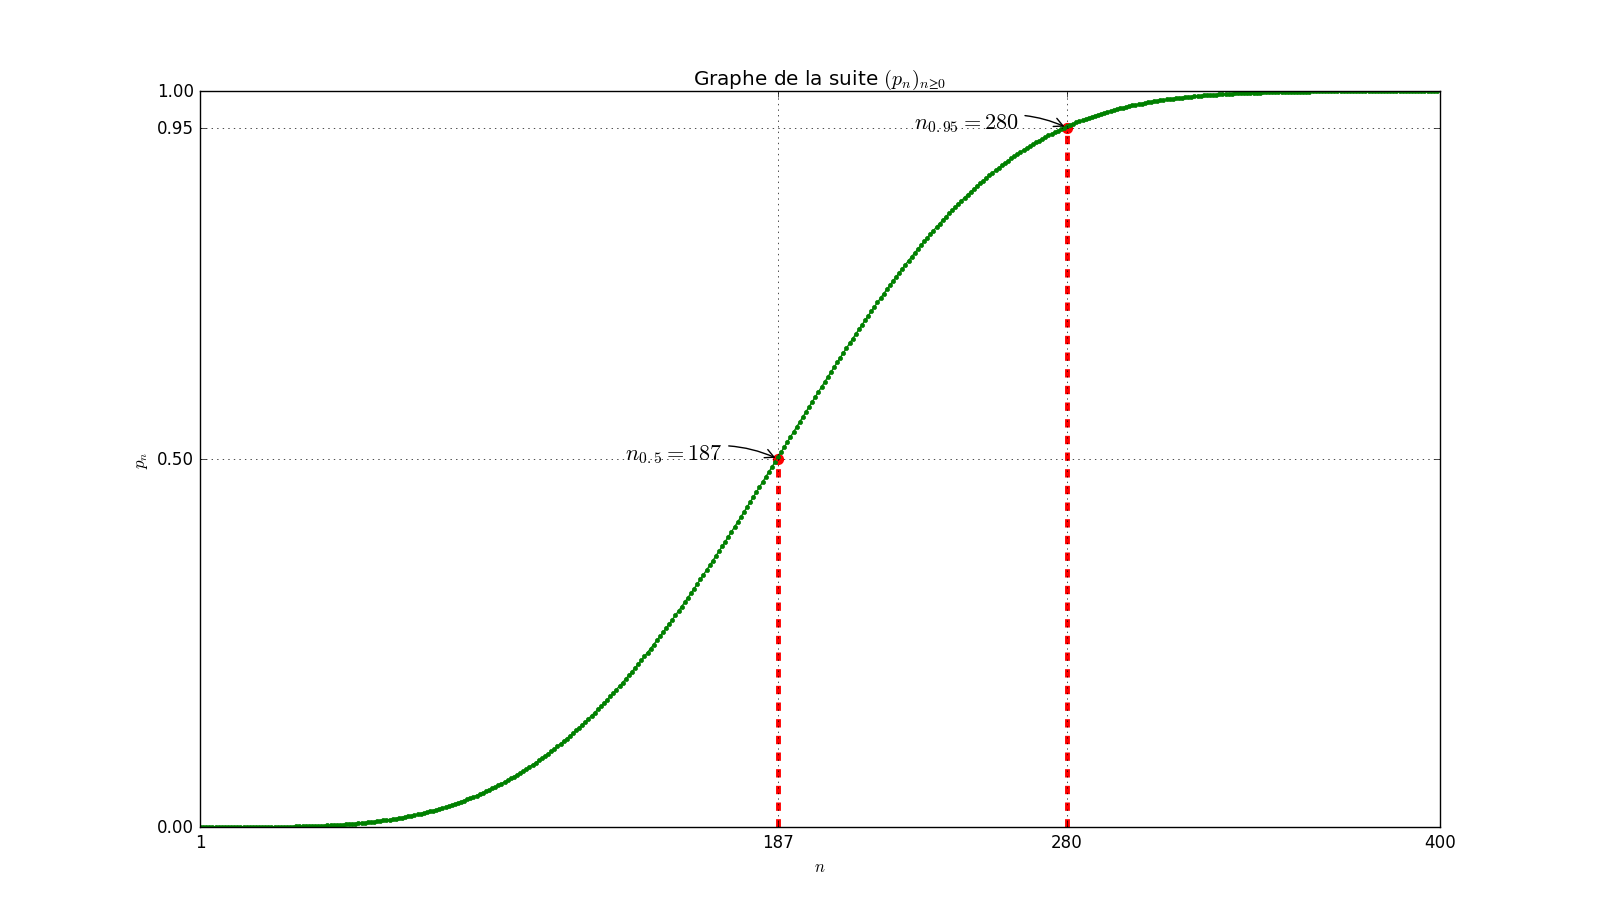 Graphe de la suite $(p_n)_{n \geq 0}$
1.00
0.95
$n_{0.95} = 280$
0.50
$n_{0.5} = 187$
$p_n$
0.00
1 187 280 400
$n$